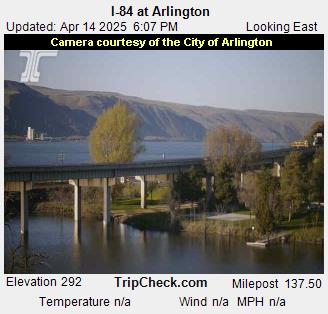 I-84 at Arlington
Updated: Apr 14 2025 6:07 PM Looking East
Camera courtesy of the City of Arlington
Elevation 292 TripCheck.com Milepost 137.50
Temperature n/a Wind n/a MPH n/a